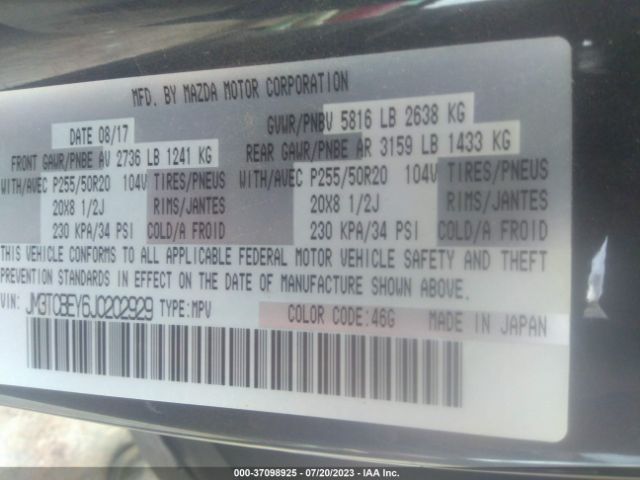 MFD. BY MAZDA MOTOR CORPORATION
DATE 08/17 GVWR/PNBV 5816 LB 2638 KG
FRONT GAWR/PNBE AV 2736 LB 1241 KG REAR GAWR/PNBE AR 3159 LB 1433 KG
WITH/AVEC P255/50R20 104V TIRES/PNEUS WITH/AVEC P255/50R20 104V TIRES/PNEUS
20X8 1/2J RIMS/JANTES 20X8 1/2J RIMS/JANTES
230 KPA/34 PSI COLD/A FROID 230 KPA/34 PSI COLD/A FROID
THIS VEHICLE CONFORMS TO ALL APPLICABLE FEDERAL MOTOR VEHICLE SAFETY AND THEFT
PREVENTION STANDARDS IN EFFECT ON THE DATE OF MANUFACTURE SHOWN ABOVE.
VIN: JM3TCBEY6J0202929 TYPE:MPV COLOR CODE:46G MADE IN JAPAN
000-37098925 - 07/20/2023 - IAA Inc.